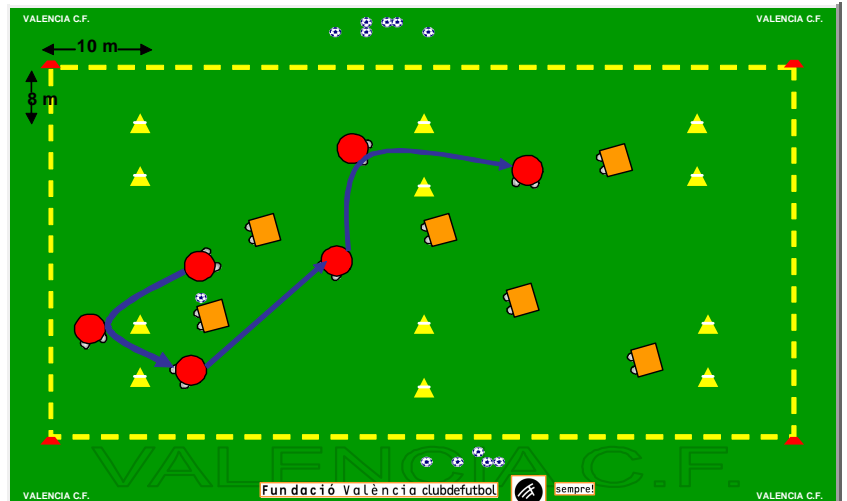 VALENCIA C.F. VALENCIA C.F.
10 m
8 m
VALENCIA C.F.
Fundació València clubdefutbol sempre!
VALENCIA C.F. VALENCIA C.F.